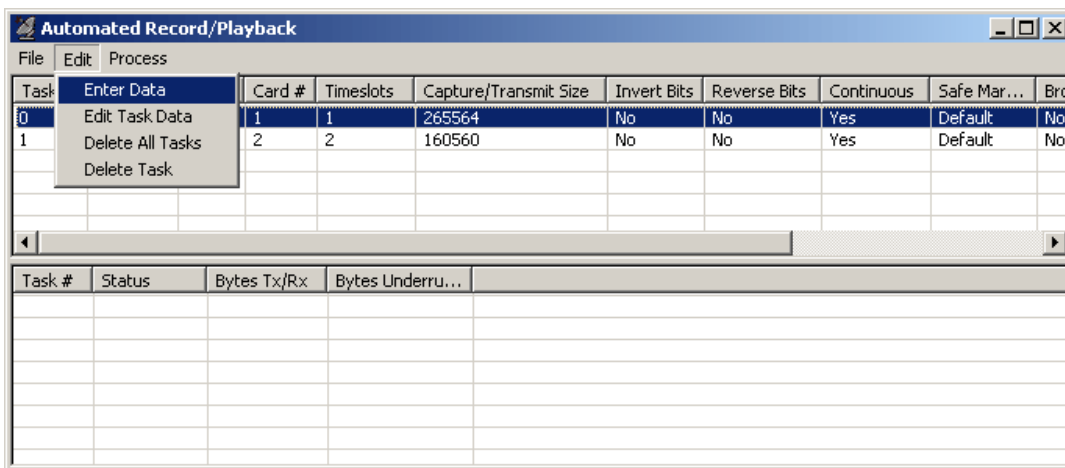 Automated Record/Playback
File Edit Process
Task Card # Timeslots Capture/Transmit Size Invert Bits Reverse Bits Continuous Safe Mar... Bro
Enter Data
Edit Task Data
Delete All Tasks
Delete Task
0 1 1 265564 No No Yes Default No
1 2 2 160560 No No Yes Default No
Task # Status Bytes Tx/Rx Bytes Underru...